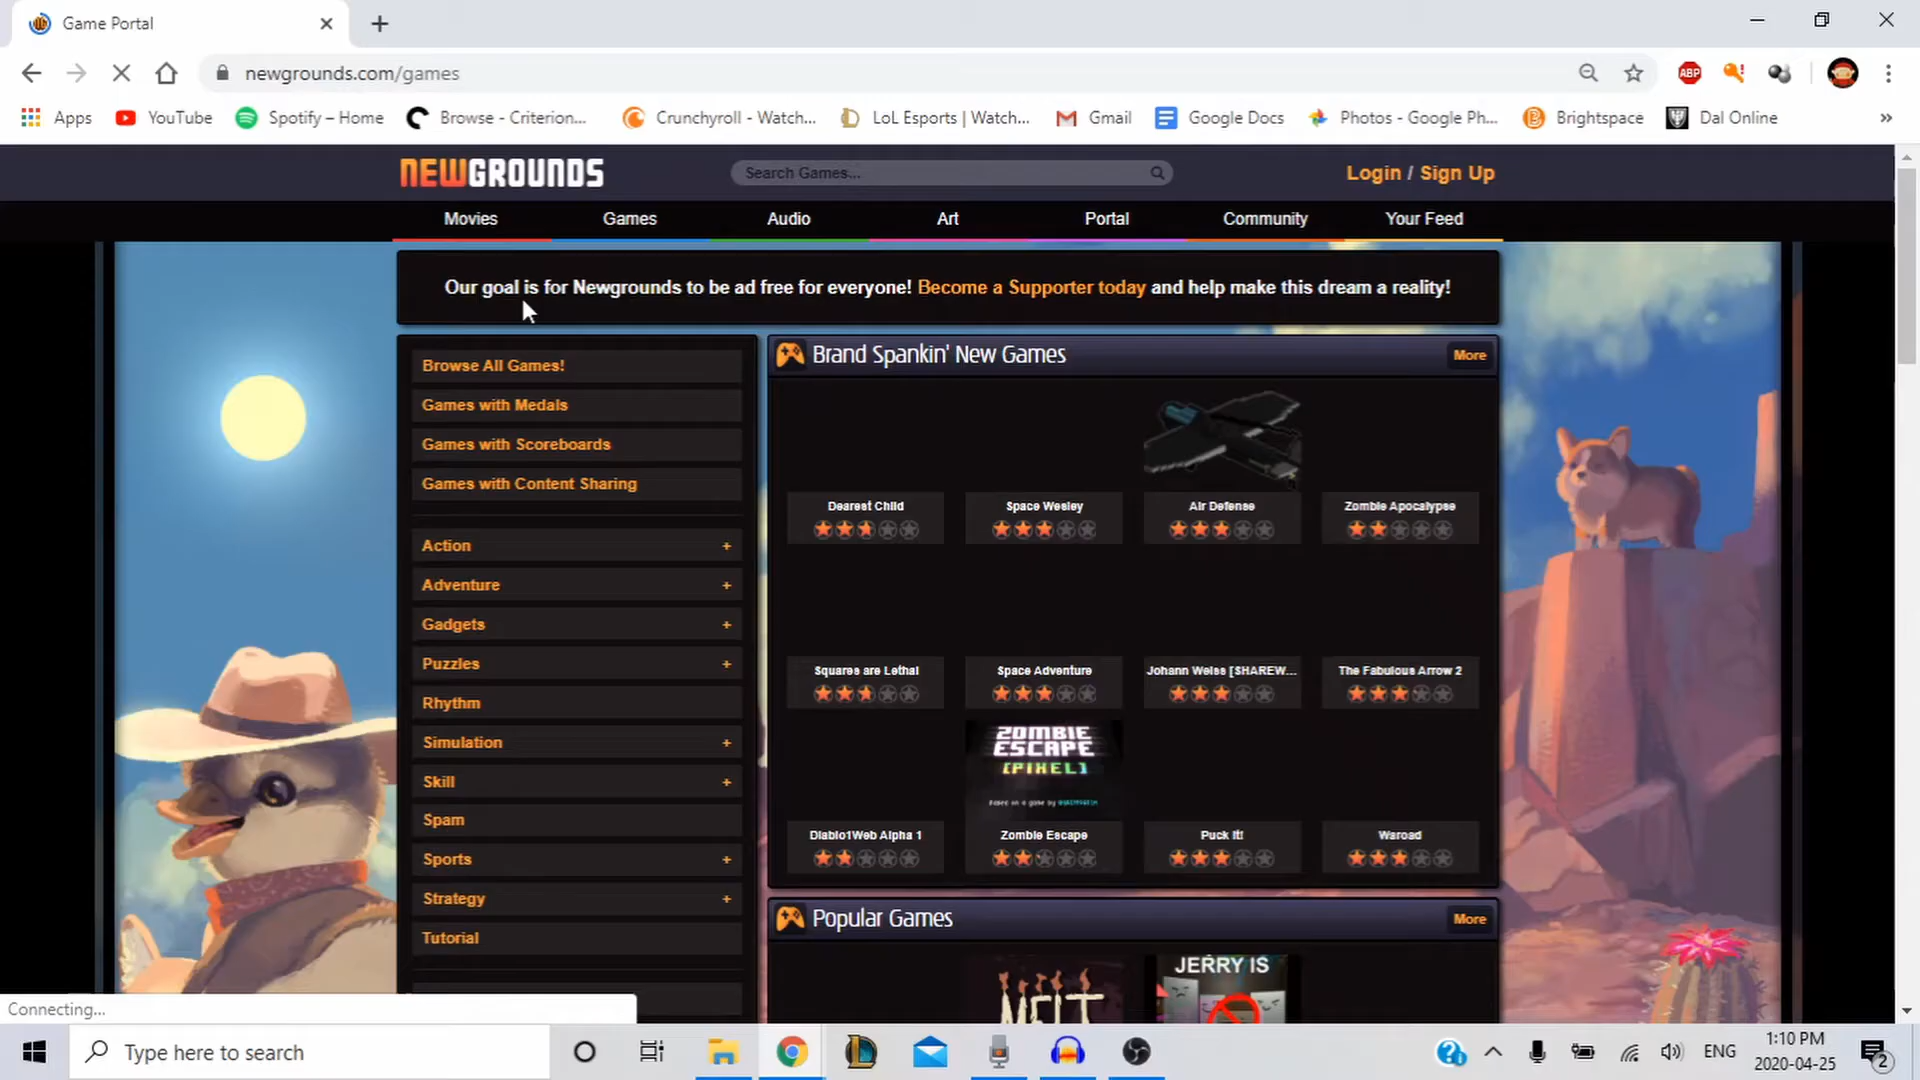 Game Portal
newgrounds.com/games
ABP
Apps YouTube Spotify – Home Browse - Criterion... Crunchyroll - Watch... LoL Esports | Watch... Gmail Google Docs Photos - Google Ph... Brightspace Dal Online »
NEWGROUNDS
Search Games...
Login / Sign Up
Movies Games Audio Art Portal Community Your Feed
Our goal is for Newgrounds to be ad free for everyone! Become a Supporter today and help make this dream a reality!
Browse All Games!
Games with Medals
Games with Scoreboards
Games with Content Sharing
Action +
Adventure +
Gadgets +
Puzzles +
Rhythm
Simulation +
Skill +
Spam
Sports +
Strategy +
Tutorial
Brand Spankin' New Games More
Dearest Child Space Wesley Air Defense Zombie Apocalypse
Squares are Lethal Space Adventure Johann Weiss [SHAREW... The Fabulous Arrow 2
ZOMBIE
ESCAPE
[PIXEL]
Diablo1Web Alpha 1 Zombie Escape Puck It! Waroad
Popular Games More
MELT
JERRY IS
Connecting...
Type here to search
ENG
1:10 PM
2020-04-25
2